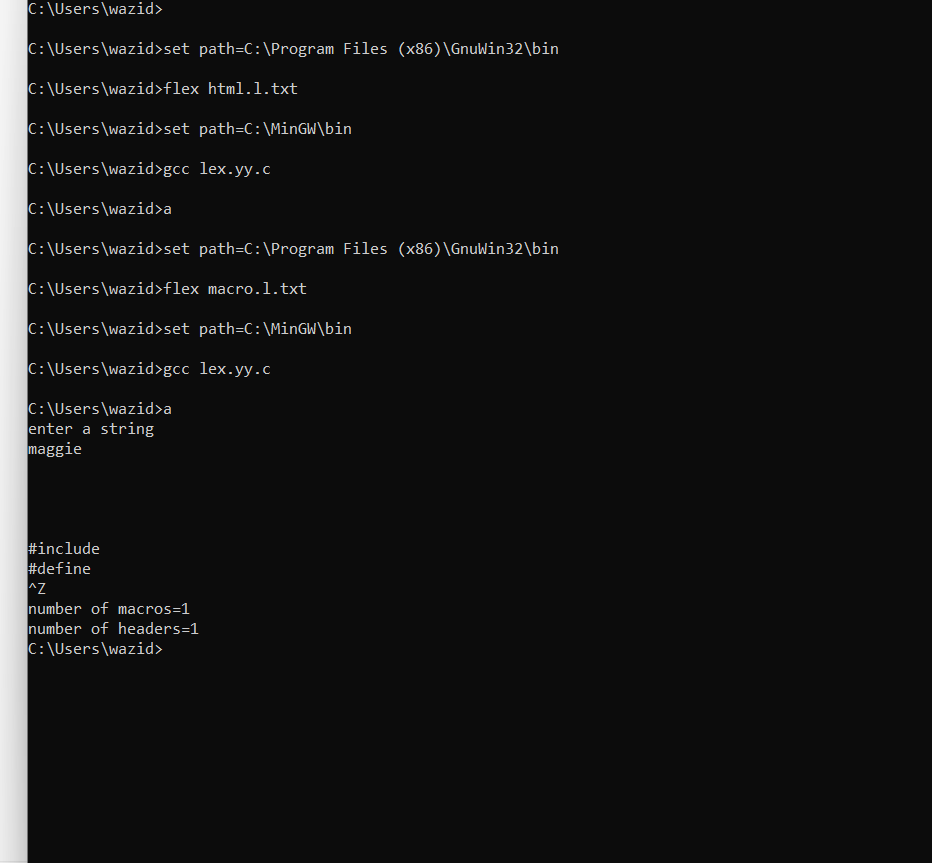 C:\Users\wazid>
C:\Users\wazid>set path=C:\Program Files (x86)\GnuWin32\bin
C:\Users\wazid>flex html.l.txt
C:\Users\wazid>set path=C:\MinGW\bin
C:\Users\wazid>gcc lex.yy.c
C:\Users\wazid>a
C:\Users\wazid>set path=C:\Program Files (x86)\GnuWin32\bin
C:\Users\wazid>flex macro.l.txt
C:\Users\wazid>set path=C:\MinGW\bin
C:\Users\wazid>gcc lex.yy.c
C:\Users\wazid>a
enter a string
maggie
#include
#define
^Z
number of macros=1
number of headers=1
C:\Users\wazid>